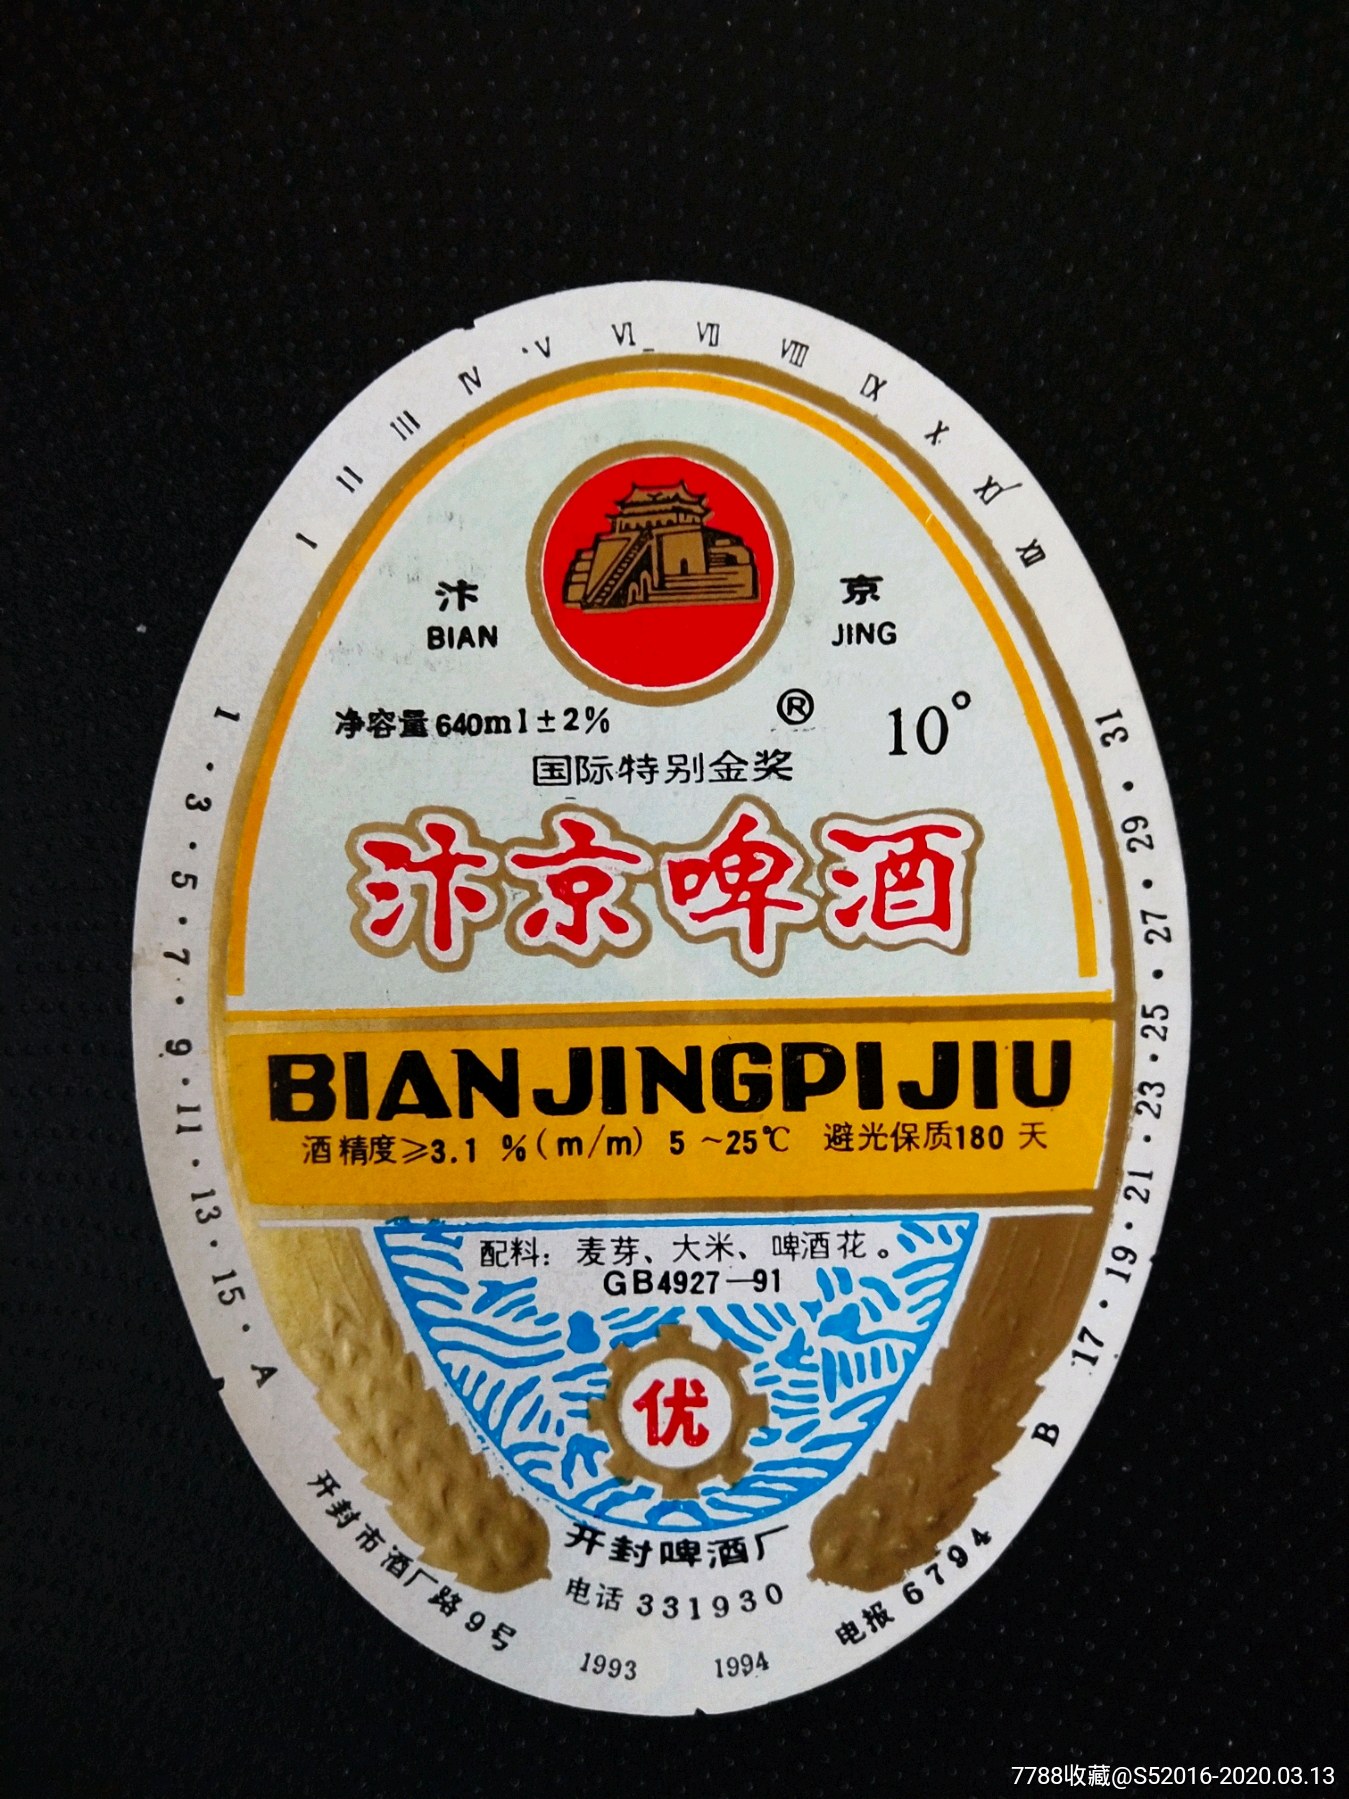 I II III IV V VI VII VIII IX X
汴 京
BIAN JING
净容量640ml±2% ® 10°
国际特别金奖
汴京啤酒
BIANJINGPIJIU
酒精度≥3.1 %(m/m) 5 ~25℃ 避光保质180 天
配料：麦芽、大米、啤酒花。
GB4927—91
优
开封啤酒厂
电话 331930
1993 1994
1·3·5·7·9·11·13·15·A
B 17·19·21·23·25·27·29·31
开封市酒厂路9号
电报 6794
7788收藏@S52016-2020.03.13